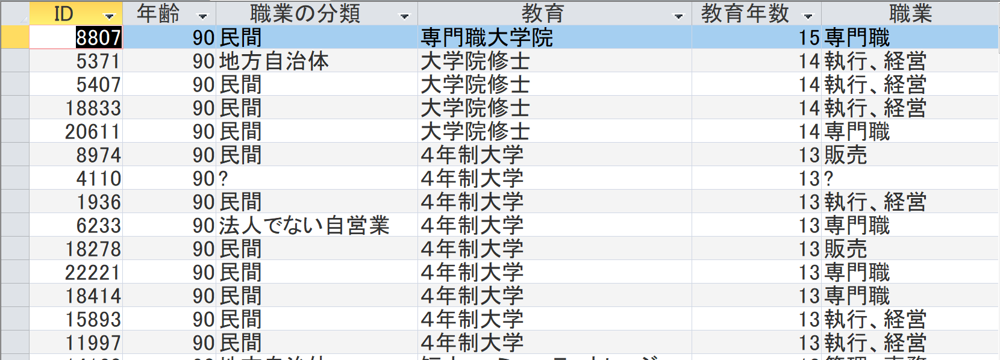 ID 年齢 職業の分類 教育 教育年数 職業
8807 90 民間 専門職大学院 15 専門職
5371 90 地方自治体 大学院修士 14 執行、経営
5407 90 民間 大学院修士 14 執行、経営
18833 90 民間 大学院修士 14 執行、経営
20611 90 民間 大学院修士 14 専門職
8974 90 民間 4年制大学 13 販売
4110 90 ? 4年制大学 13 ?
1936 90 民間 4年制大学 13 執行、経営
6233 90 法人でない自営業 4年制大学 13 専門職
18278 90 民間 4年制大学 13 販売
22221 90 民間 4年制大学 13 専門職
18414 90 民間 4年制大学 13 専門職
15893 90 民間 4年制大学 13 執行、経営
11997 90 民間 4年制大学 13 執行、経営